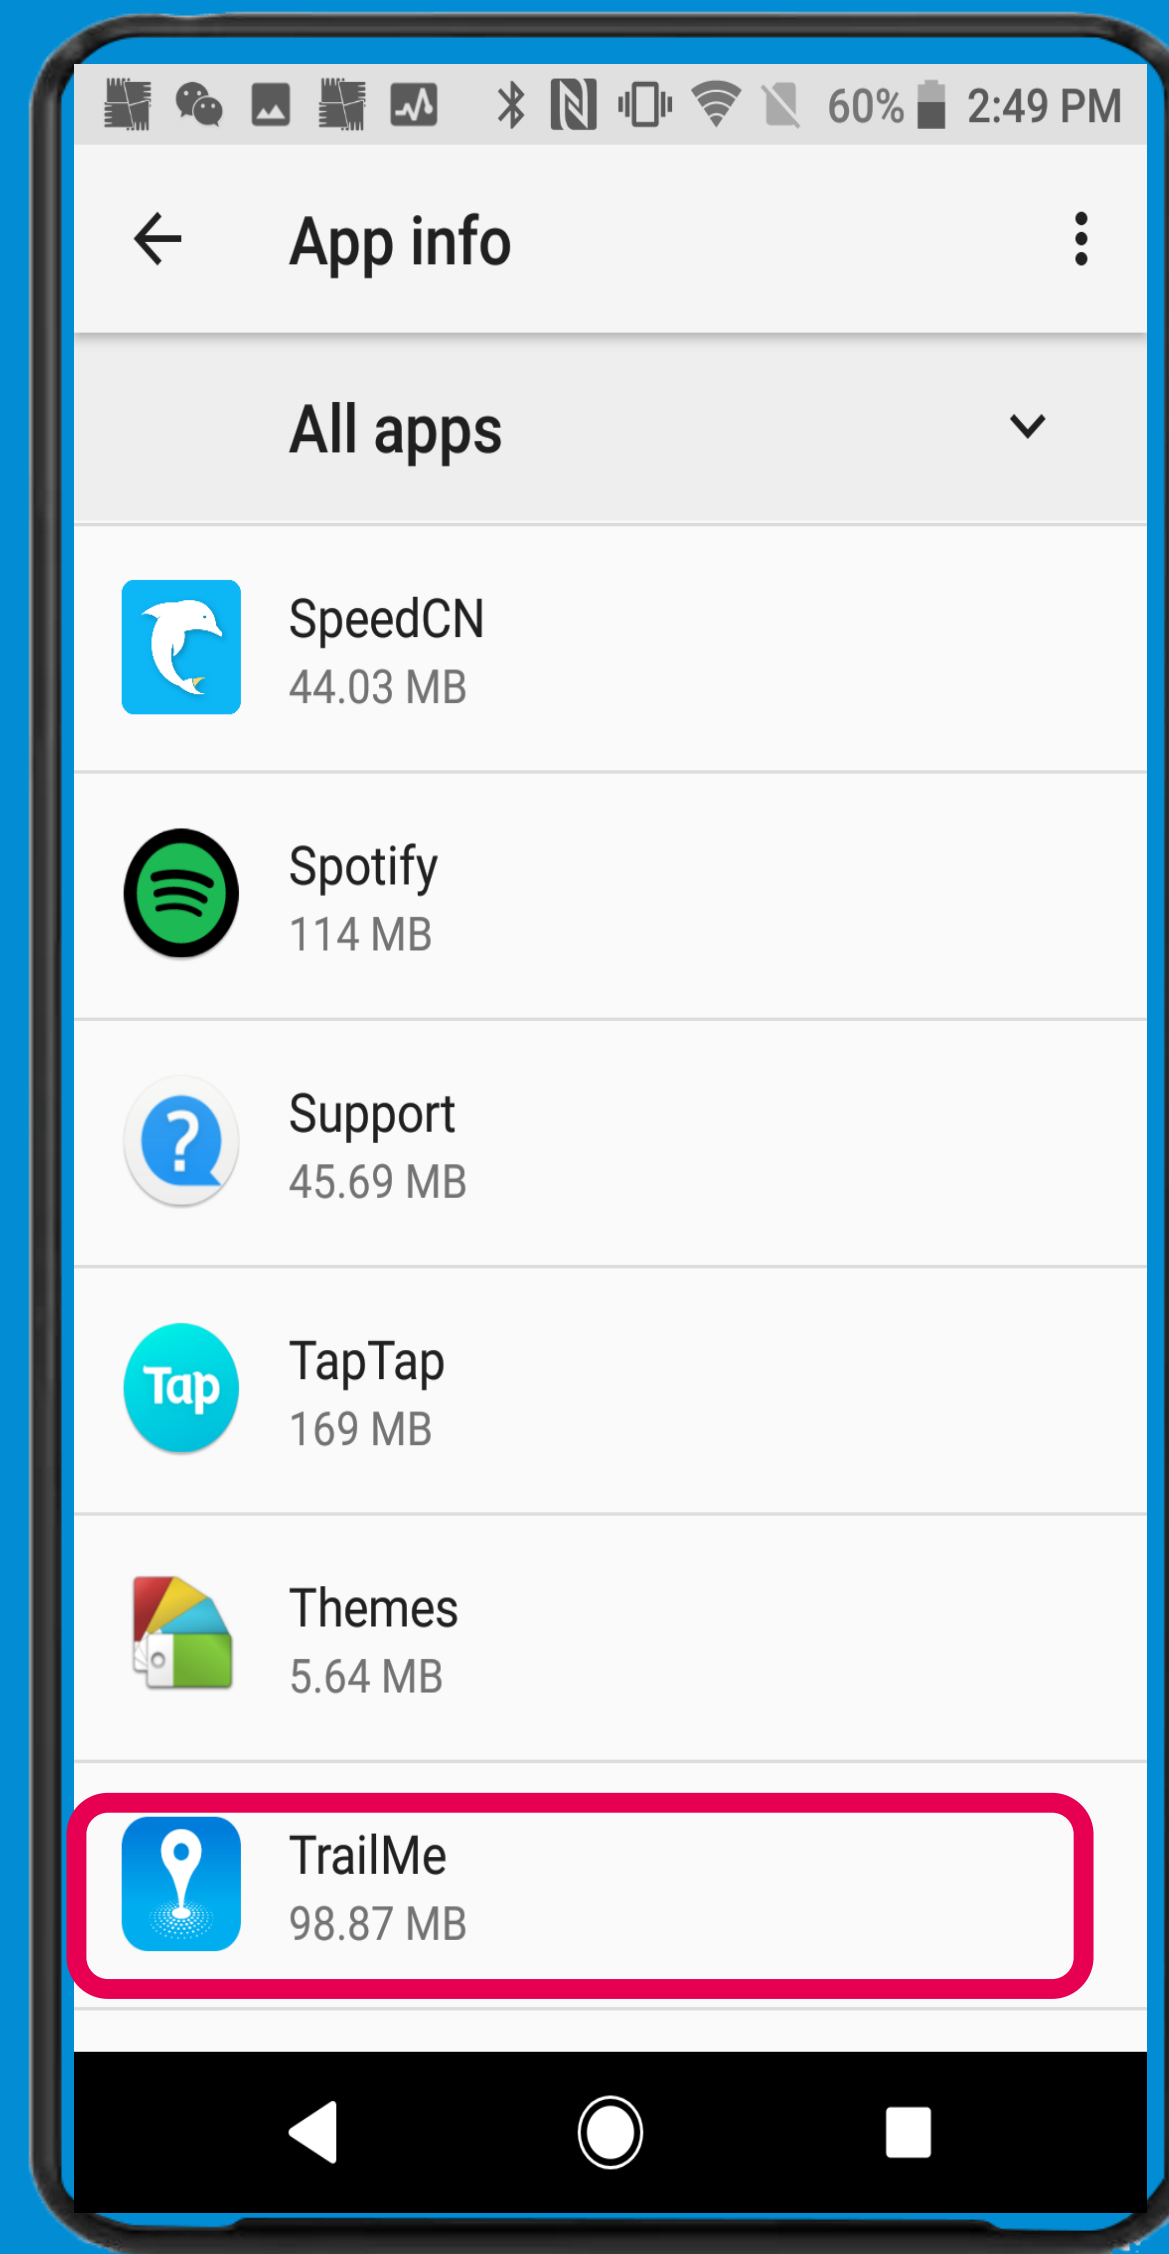 60% 2:49 PM
App info
All apps
SpeedCN
44.03 MB
Spotify
114 MB
Support
45.69 MB
Tap
TapTap
169 MB
Themes
5.64 MB
TrailMe
98.87 MB